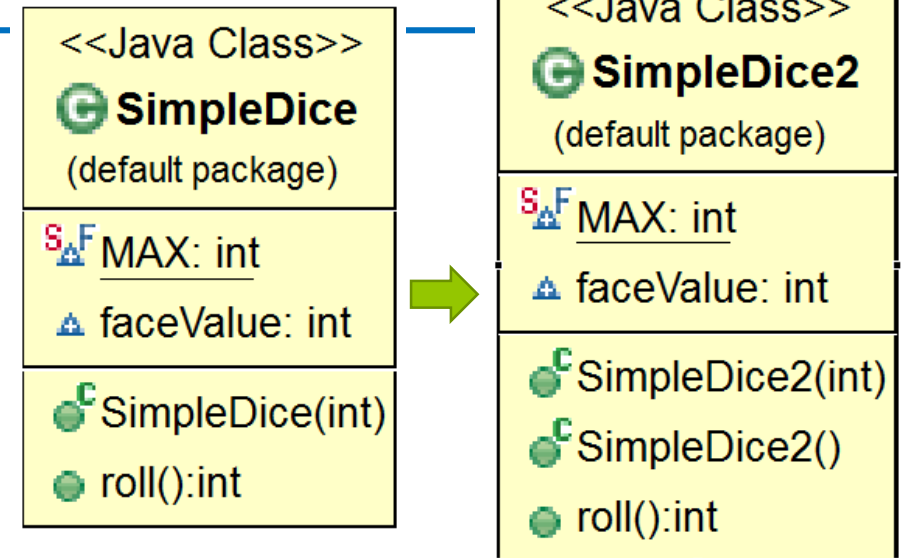 <<Java Class>>
C SimpleDice
(default package)
S F MAX: int
faceValue: int
C SimpleDice(int)
roll():int
<<Java Class>>
C SimpleDice2
(default package)
S F MAX: int
faceValue: int
C SimpleDice2(int)
C SimpleDice2()
roll():int